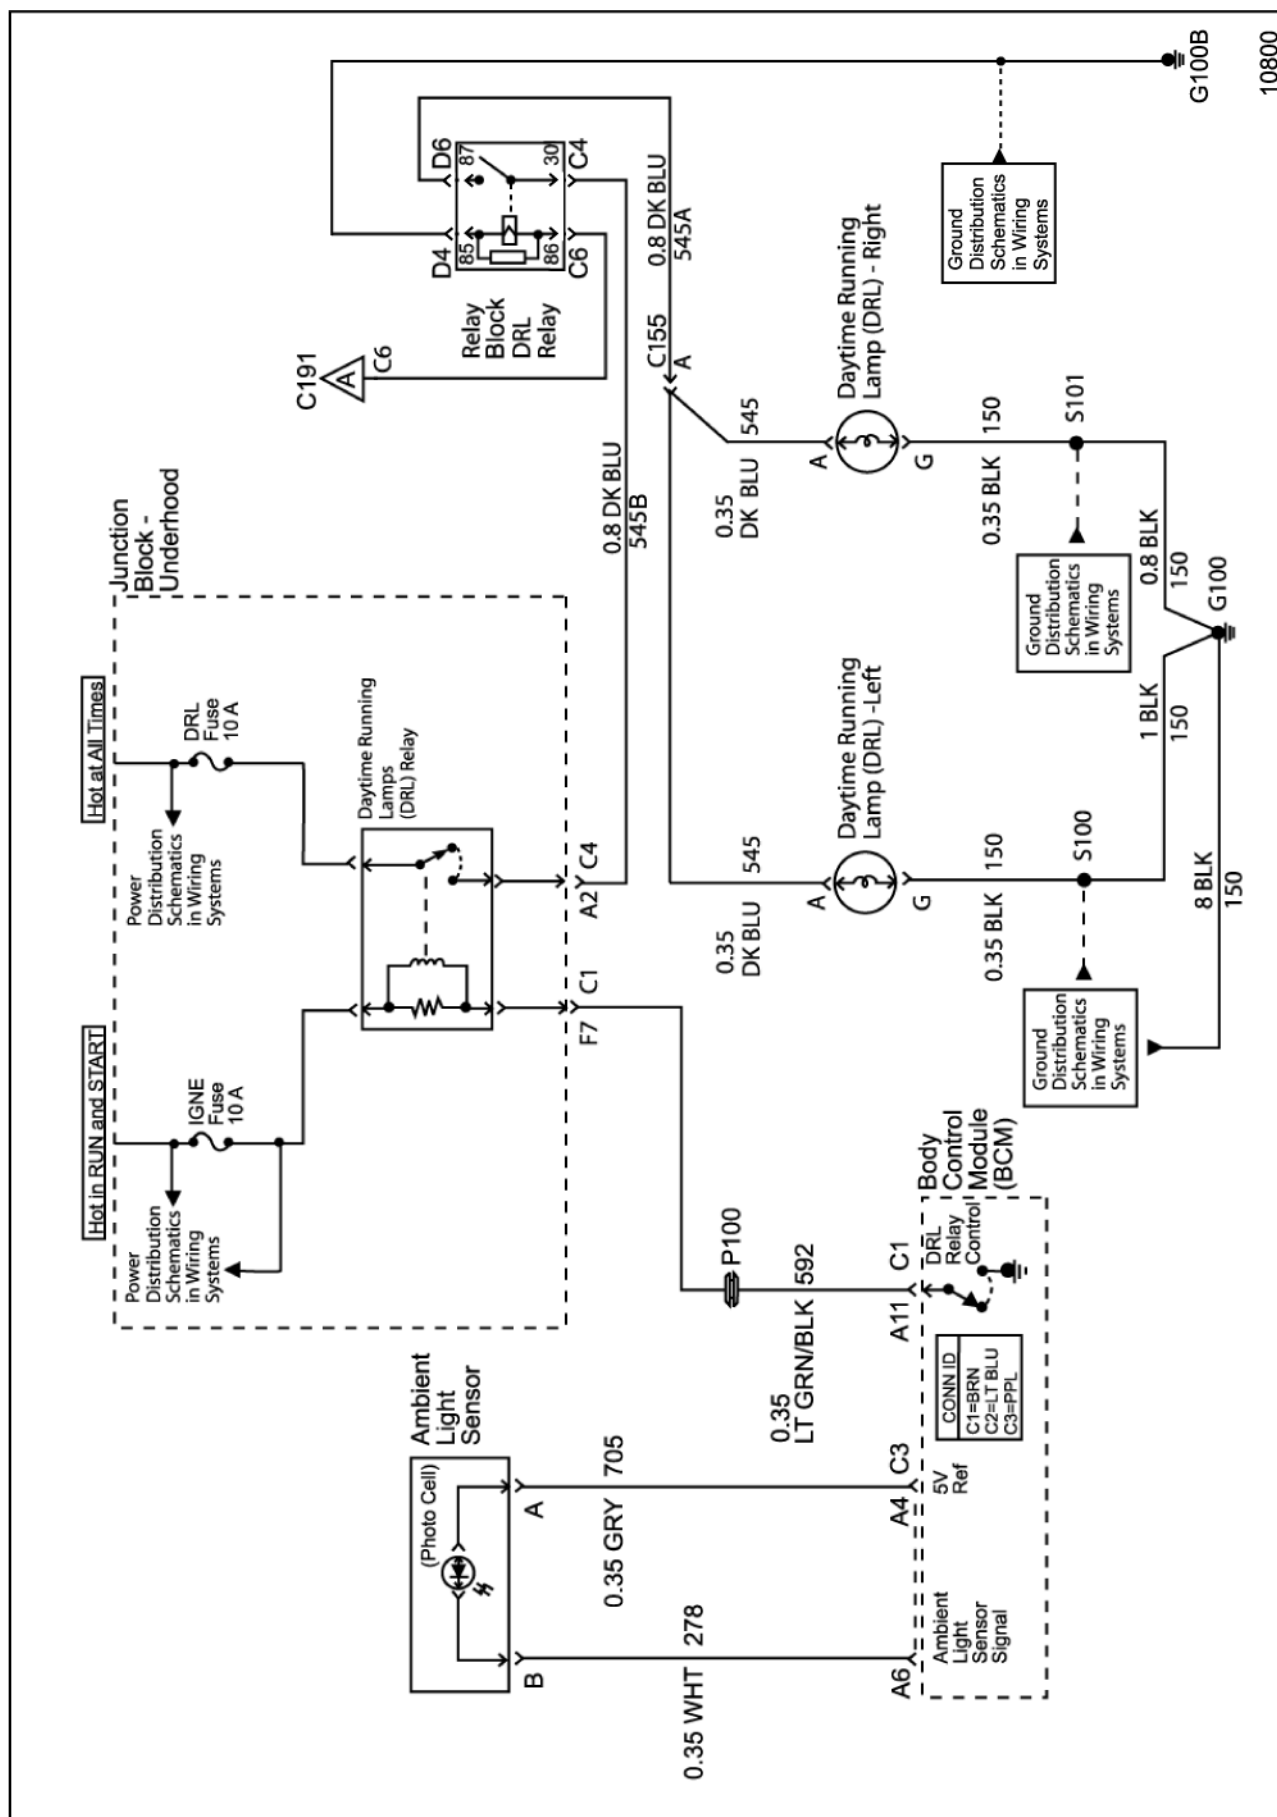 Hot in RUN and START
Hot at All Times
Power
Distribution
Schematics
in Wiring
Systems
IGNE
Fuse
10 A
Power
Distribution
Schematics
in Wiring
Systems
DRL
Fuse
10 A
Junction
Block -
Underhood
Daytime Running
Lamps
(DRL) Relay
F7
C1
A2
C4
C191
A
C6
Relay
Block
DRL
Relay
D4
D6
85
87
86
30
C6
C4
0.8 DK BLU
545B
0.8 DK BLU
545A
C155
A
Ambient
Light
Sensor
(Photo Cell)
B
A
0.35 WHT
278
0.35 GRY
705
0.35
LT GRN/BLK
592
P100
A6
A4
C3
A11
C1
Body
Control
Module
(BCM)
Ambient
Light
Sensor
Signal
5V
Ref
CONN ID
C1=BRN
C2=LT BLU
C3=PPL
DRL
Relay
Control
0.35
DK BLU
545
A
Daytime Running
Lamp (DRL) -Left
G
0.35 BLK
150
S100
Ground
Distribution
Schematics
in Wiring
Systems
8 BLK
150
1 BLK
150
0.35
DK BLU
545
A
Daytime Running
Lamp (DRL) - Right
G
0.35 BLK
150
S101
Ground
Distribution
Schematics
in Wiring
Systems
0.8 BLK
150
G100
Ground
Distribution
Schematics
in Wiring
Systems
G100B
10800